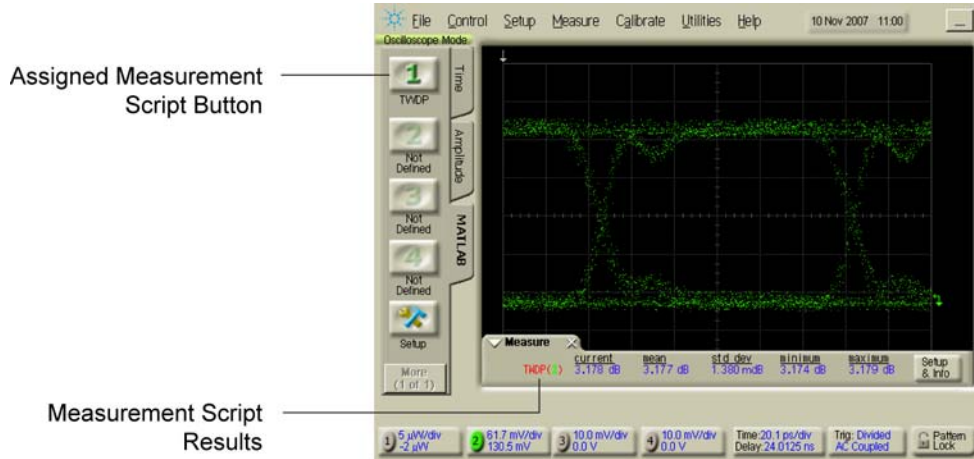 File Control Setup Measure Calibrate Utilities Help 10 Nov 2007 11:00
Oscilloscope Mode
Assigned Measurement
Script Button
1
TWDP
2
Not
Defined
3
Not
Defined
4
Not
Defined
Setup
More
(1 of 1)
Time
Amplitude
MATLAB
Measure
current mean std dev minimum maximum
TWDP(2) 3.178 dB 3.177 dB 1.380 mdB 3.174 dB 3.179 dB
Setup
& Info
Measurement Script
Results
1) 5 µW/div
-2 µW
2) 61.7 mV/div
130.5 mV
3) 10.0 mV/div
0.0 V
4) 10.0 mV/div
0.0 V
Time:20.1 ps/div
Delay:24.0125 ns
Trig: Divided
AC Coupled
Pattern
Lock